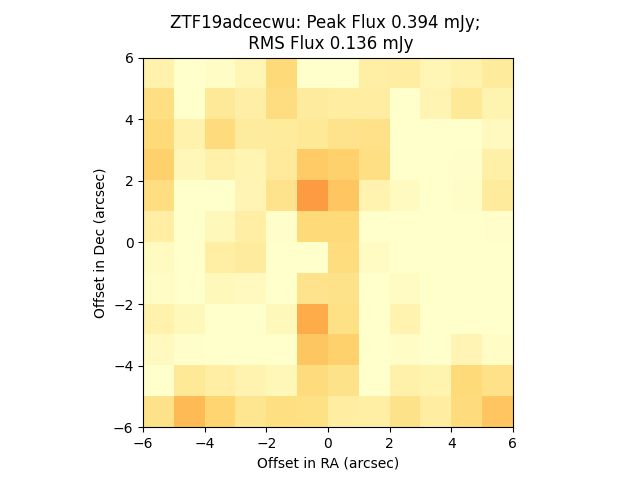 ZTF19adcecwu: Peak Flux 0.394 mJy;
RMS Flux 0.136 mJy
6
4
2
0
−2
−4
−6
Offset in Dec (arcsec)
−6 −4 −2 0 2 4 6
Offset in RA (arcsec)